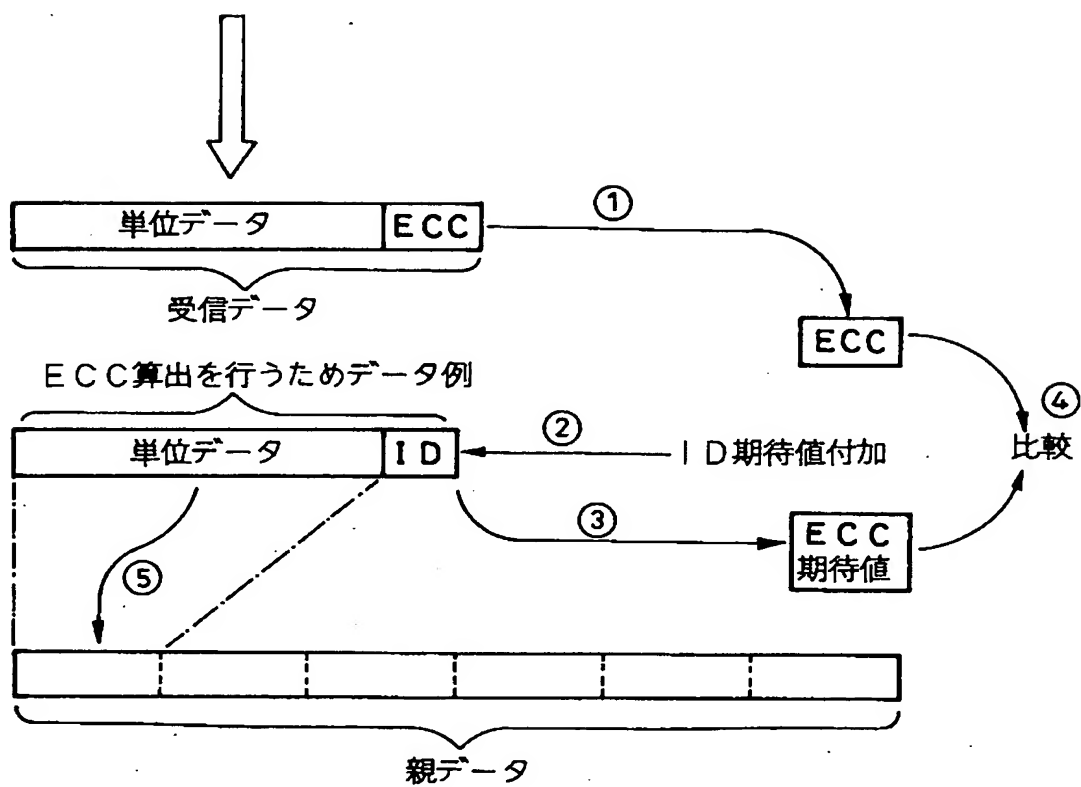 単位データ ECC
①
受信データ
ECC
ECC算出を行うためデータ例
④
単位データ ID
②
ID期待値付加
比較
③
ECC
期待値
⑤
親データ